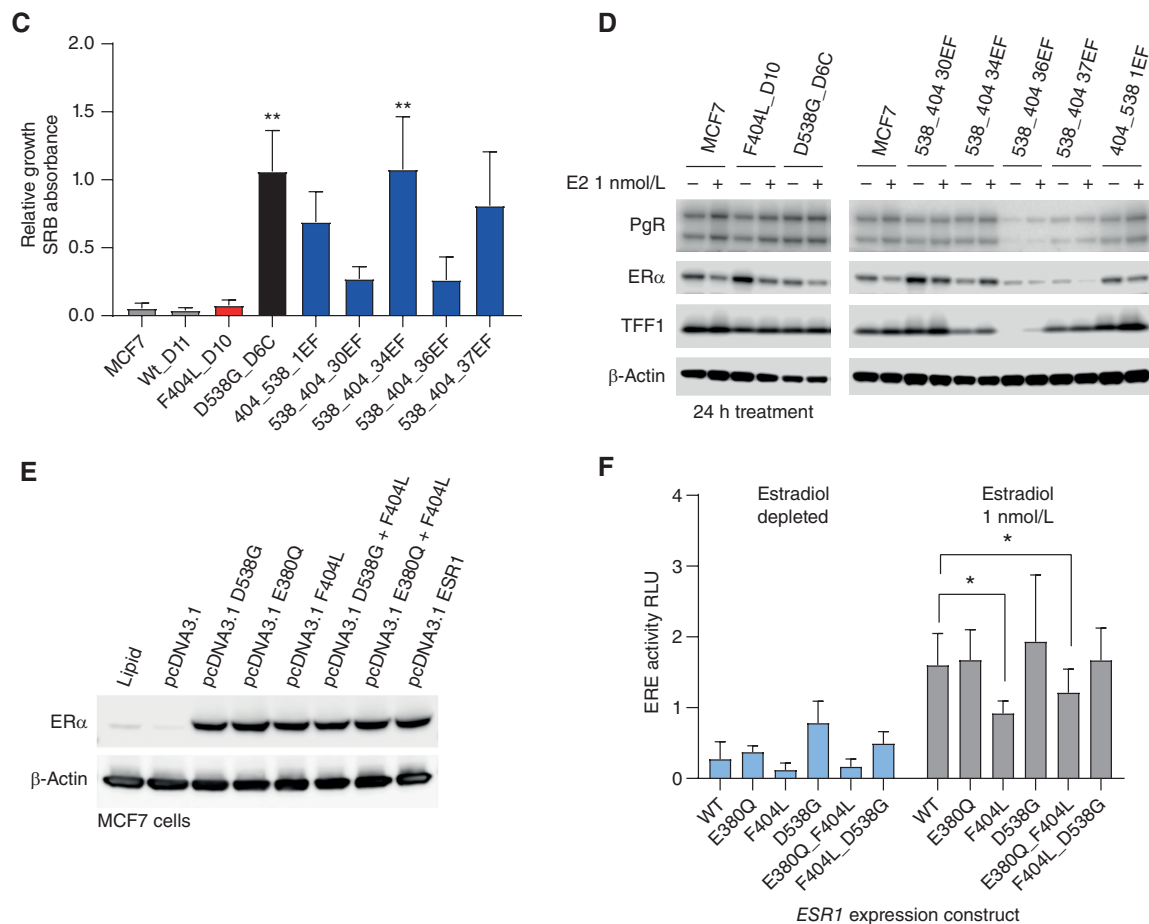 C
2.0
1.5
1.0
0.5
0.0
Relative growth
SRB absorbance
**
**
MCF7
Wt_D11
F404L_D10
D538G_D6C
404_538_1EF
538_404_30EF
538_404_34EF
538_404_36EF
538_404_37EF
D
MCF7
F404L_D10
D538G_D6C
MCF7
538_404 30EF
538_404 34EF
538_404 36EF
538_404 37EF
404_538 1EF
E2 1 nmol/L − + − + − + − + − + − + − + − + − +
PgR
ERα
TFF1
β-Actin
24 h treatment
E
Lipid
pcDNA3.1
pcDNA3.1 D538G
pcDNA3.1 E380Q
pcDNA3.1 F404L
pcDNA3.1 D538G + F404L
pcDNA3.1 E380Q + F404L
pcDNA3.1 ESR1
ERα
β-Actin
MCF7 cells
F
4
3
2
1
0
ERE activity RLU
Estradiol
depleted
Estradiol
1 nmol/L
*
*
WT
E380Q
F404L
D538G
E380Q_F404L
F404L_D538G
WT
E380Q
F404L
D538G
E380Q_F404L
F404L_D538G
ESR1 expression construct